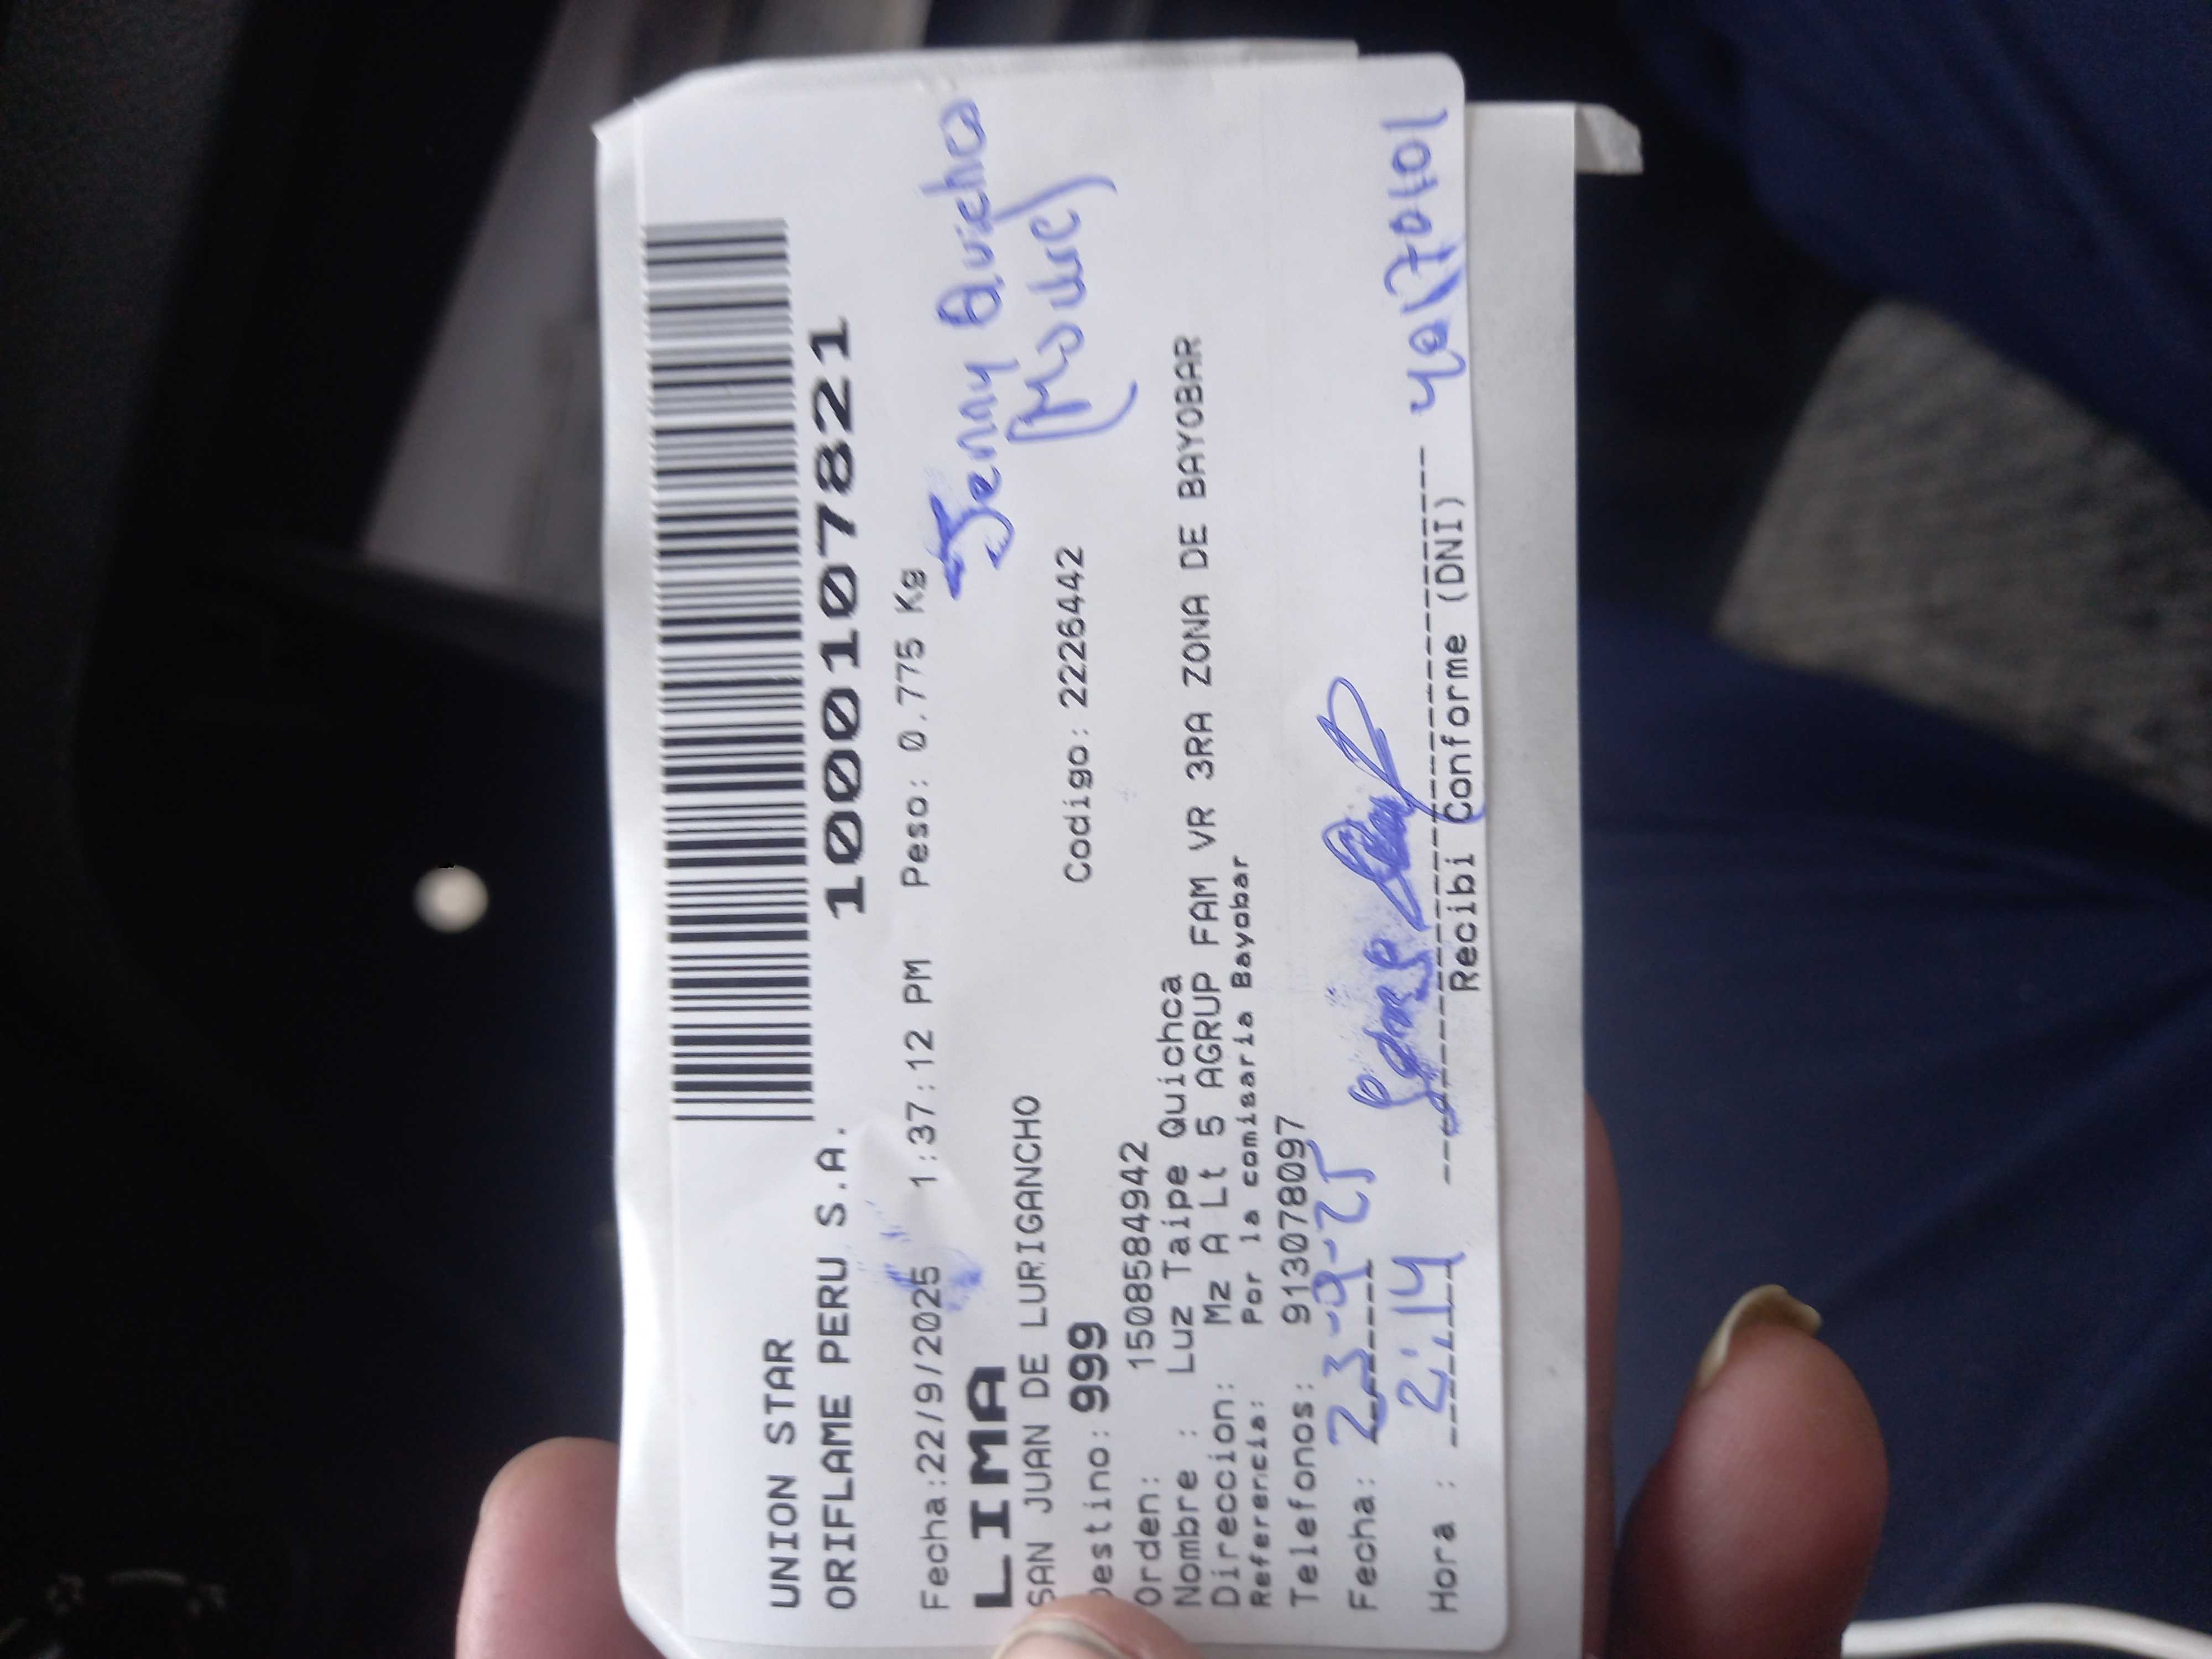 UNION STAR
ORIFLAME PERU S.A.
1000107821
Fecha:22/9/2025 1:37:12 PM Peso: 0.775 Kg
LIMA
Jenny Quichca
(Madre)
SAN JUAN DE LURIGANCHO
estino: 999 Codigo: 2226442
Orden: 1508584942
Nombre : Luz Taipe Quichca
Direccion: Mz A Lt 5 AGRUP FAM VR 3RA ZONA DE BAYOBAR
Referencia: Por la comisaria Bayobar
Telefonos: 913078097
Fecha: 23-9-25
Hora : 2:14
Recibi Conforme (DNI)